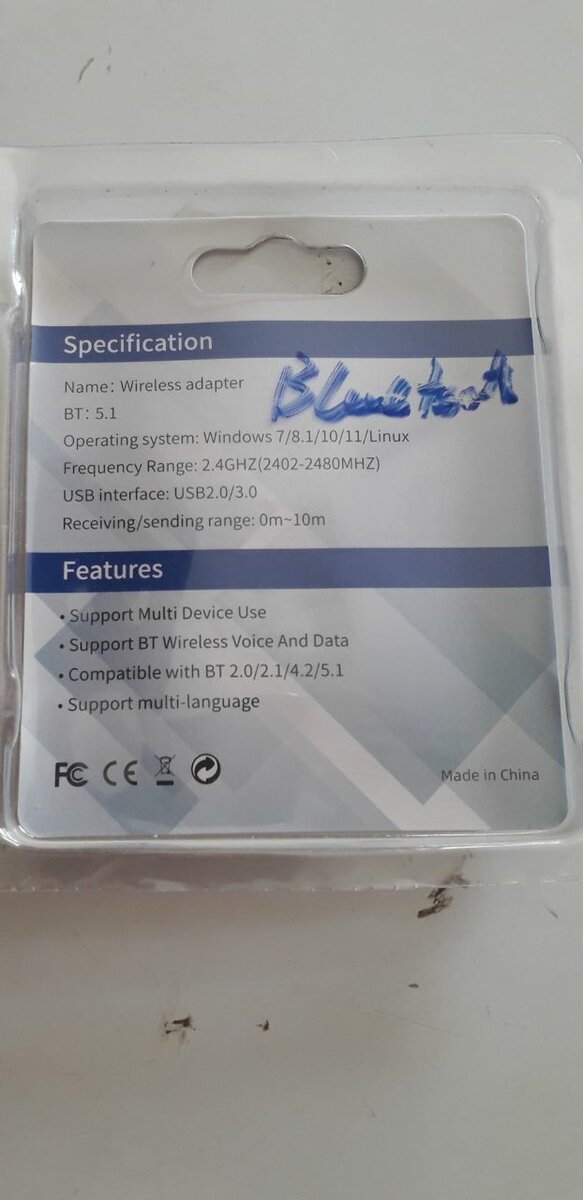 Specification
Name: Wireless adapter
BT: 5.1
Operating system: Windows 7/8.1/10/11/Linux
Frequency Range: 2.4GHZ(2402-2480MHZ)
USB interface: USB2.0/3.0
Receiving/sending range: 0m~10m
Features
• Support Multi Device Use
• Support BT Wireless Voice And Data
• Compatible with BT 2.0/2.1/4.2/5.1
• Support multi-language
FC CE
Made in China